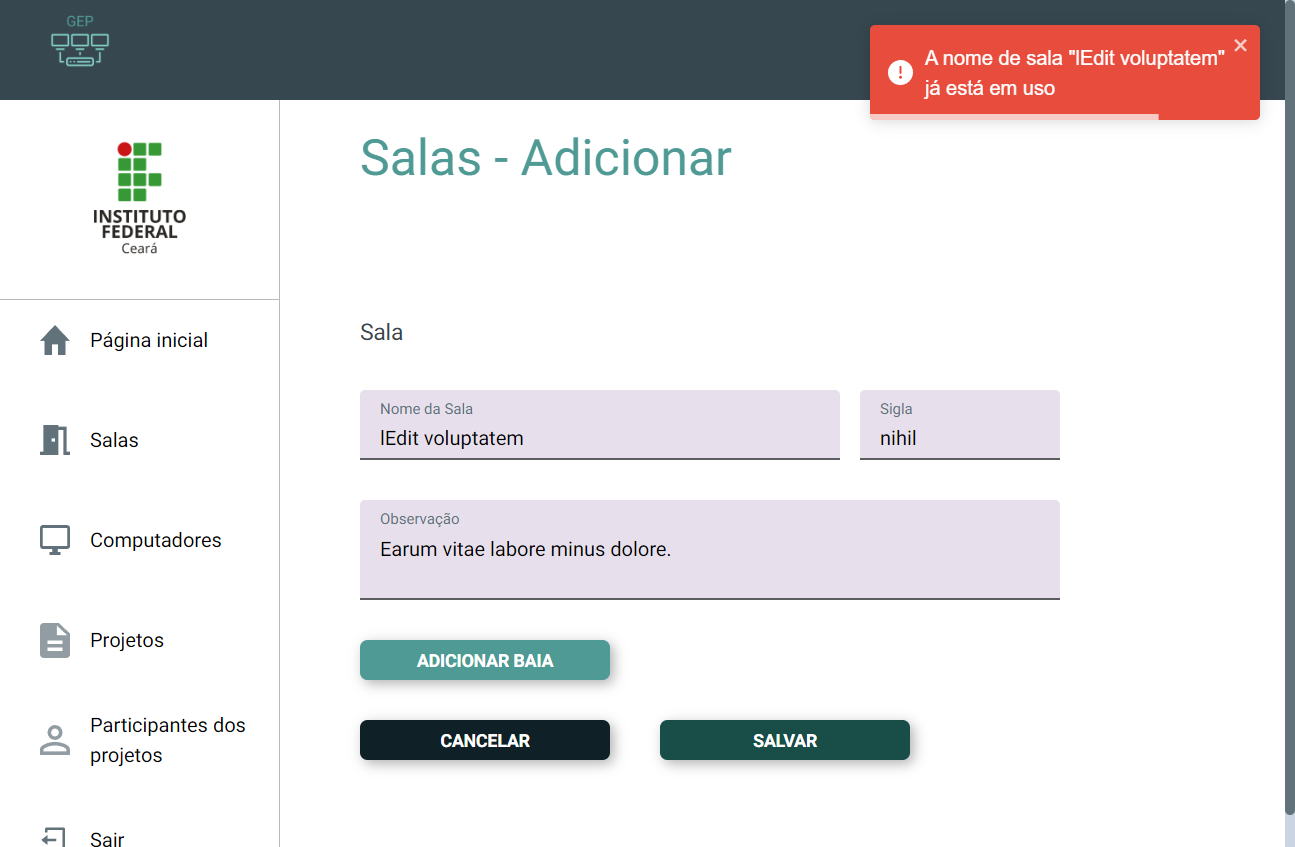 GEP
A nome de sala "lEdit voluptatem"
já está em uso
INSTITUTO
FEDERAL
Ceará
Página inicial
Salas
Computadores
Projetos
Participantes dos
projetos
Sair
Salas - Adicionar
Sala
Nome da Sala
lEdit voluptatem
Sigla
nihil
Observação
Earum vitae labore minus dolore.
ADICIONAR BAIA
CANCELAR
SALVAR